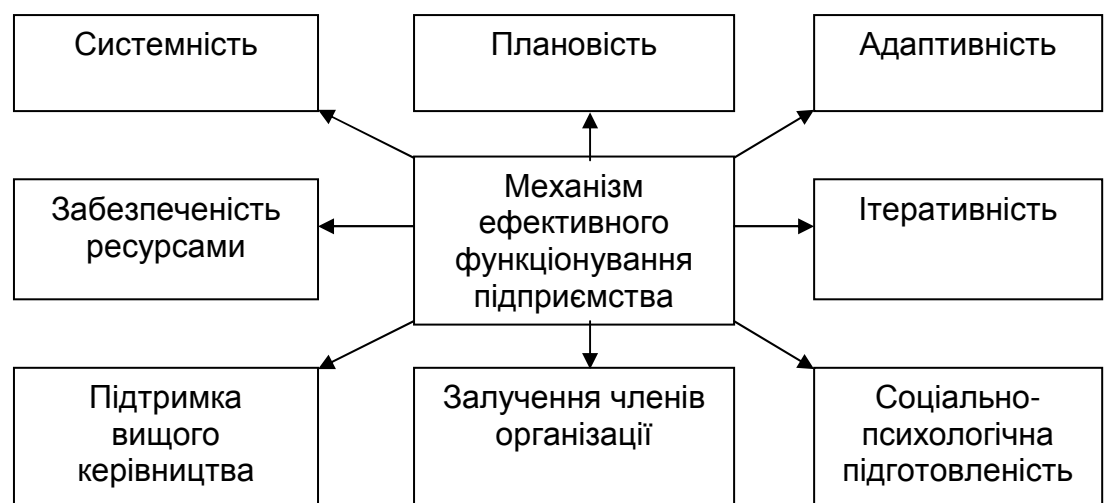 Системність
Плановість
Адаптивність
Забезпеченість
ресурсами
Механізм
ефективного
функціонування
підприємства
Ітеративність
Підтримка
вищого
керівництва
Залучення членів
організації
Соціально-
психологічна
підготовленість